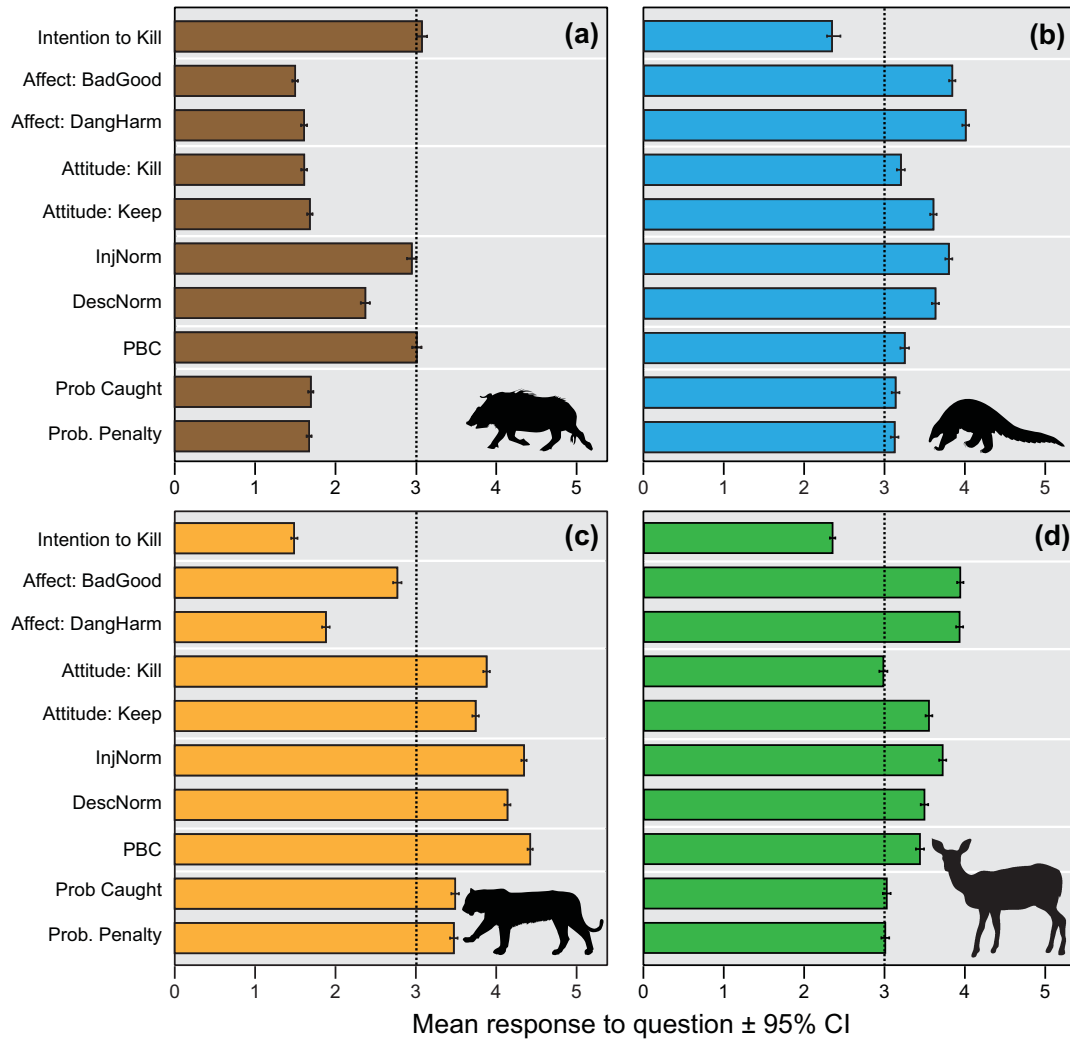 (a)
(b)
Intention to Kill
Affect: BadGood
Affect: DangHarm
Attitude: Kill
Attitude: Keep
InjNorm
DescNorm
PBC
Prob Caught
Prob. Penalty
0 1 2 3 4 5
0 1 2 3 4 5
(c)
(d)
Intention to Kill
Affect: BadGood
Affect: DangHarm
Attitude: Kill
Attitude: Keep
InjNorm
DescNorm
PBC
Prob Caught
Prob. Penalty
0 1 2 3 4 5
0 1 2 3 4 5
Mean response to question ± 95% CI